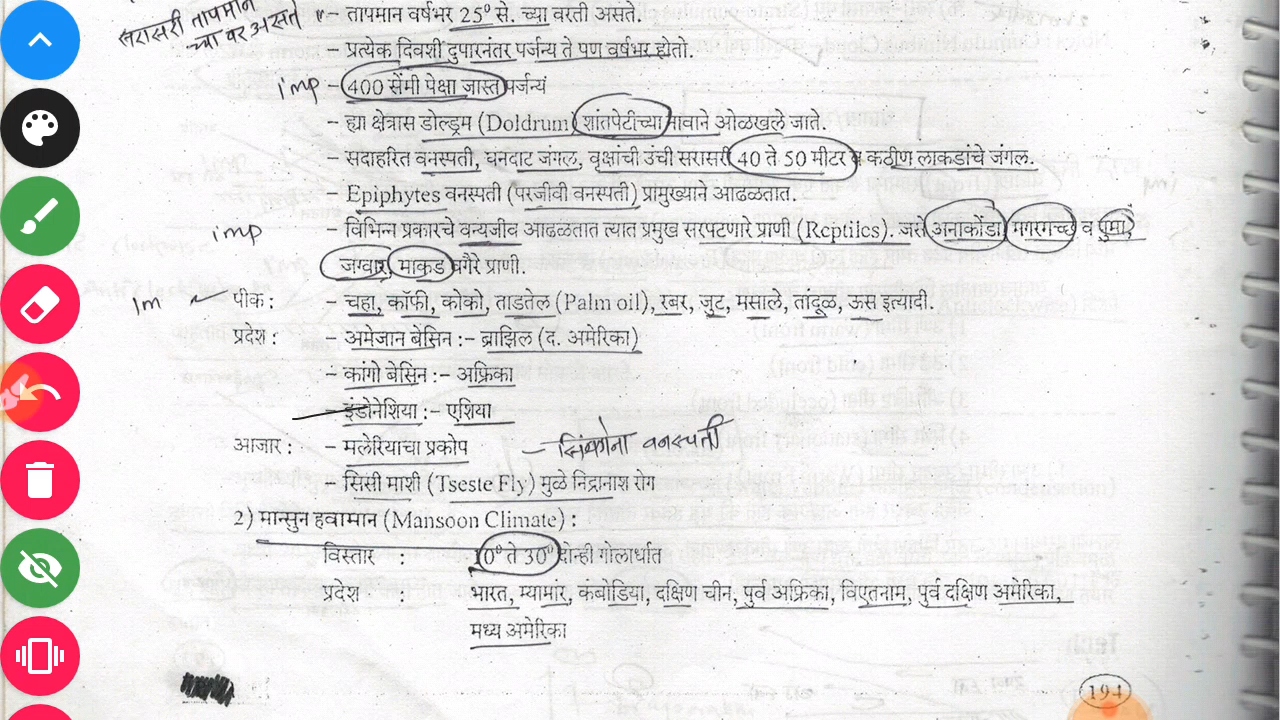 सरासरी तापमान
च्या वर असते
– तापमान वर्षभर 25⁰ से. च्या वरती असते.
– प्रत्येक दिवशी दुपारनंतर पर्जन्य ते पण वर्षभर होतो.
imp – 400 सेंमी पेक्षा जास्त पर्जन्य
– ह्या क्षेत्रास डोल्ड्रम (Doldrum) शांतपेटीच्या नावाने ओळखले जाते.
– सदाहरित वनस्पती, घनदाट जंगल, वृक्षांची उंची सरासरी 40 ते 50 मीटर व कठीण लाकडांचे जंगल.
– Epiphytes वनस्पती (परजीवी वनस्पती) प्रामुख्याने आढळतात.
imp – विभिन्न प्रकारचे वन्यजीव आढळतात त्यात प्रमुख सरपटणारे प्राणी (Reptiles). जसे अनाकोंडा, मगरगच्छ व पुमा,
जग्वार, माकड वगैरे प्राणी.
Im पीके : – चहा, कॉफी, कोको, ताडतेल (Palm oil), रबर, जुट, मसाले, तांदूळ, ऊस इत्यादी.
प्रदेश : – अमेजान बेसिन :– ब्राझिल (द. अमेरिका)
– कांगो बेसिन :– अफ्रिका
– इंडोनेशिया :– एशिया
आजार : – मलेरियाचा प्रकोप – सिंकोना वनस्पती
– सिसी माशी (Tseste Fly) मुळे निद्रानाश रोग
2) मान्सुन हवामान (Mansoon Climate) :
विस्तार : 10⁰ ते 30⁰ दोन्ही गोलार्धात
प्रदेश : भारत, म्यामांर, कंबोडिया, दक्षिण चीन, पुर्व अफ्रिका, विएतनाम, पुर्व दक्षिण अमेरिका,
मध्य अमेरिका
194